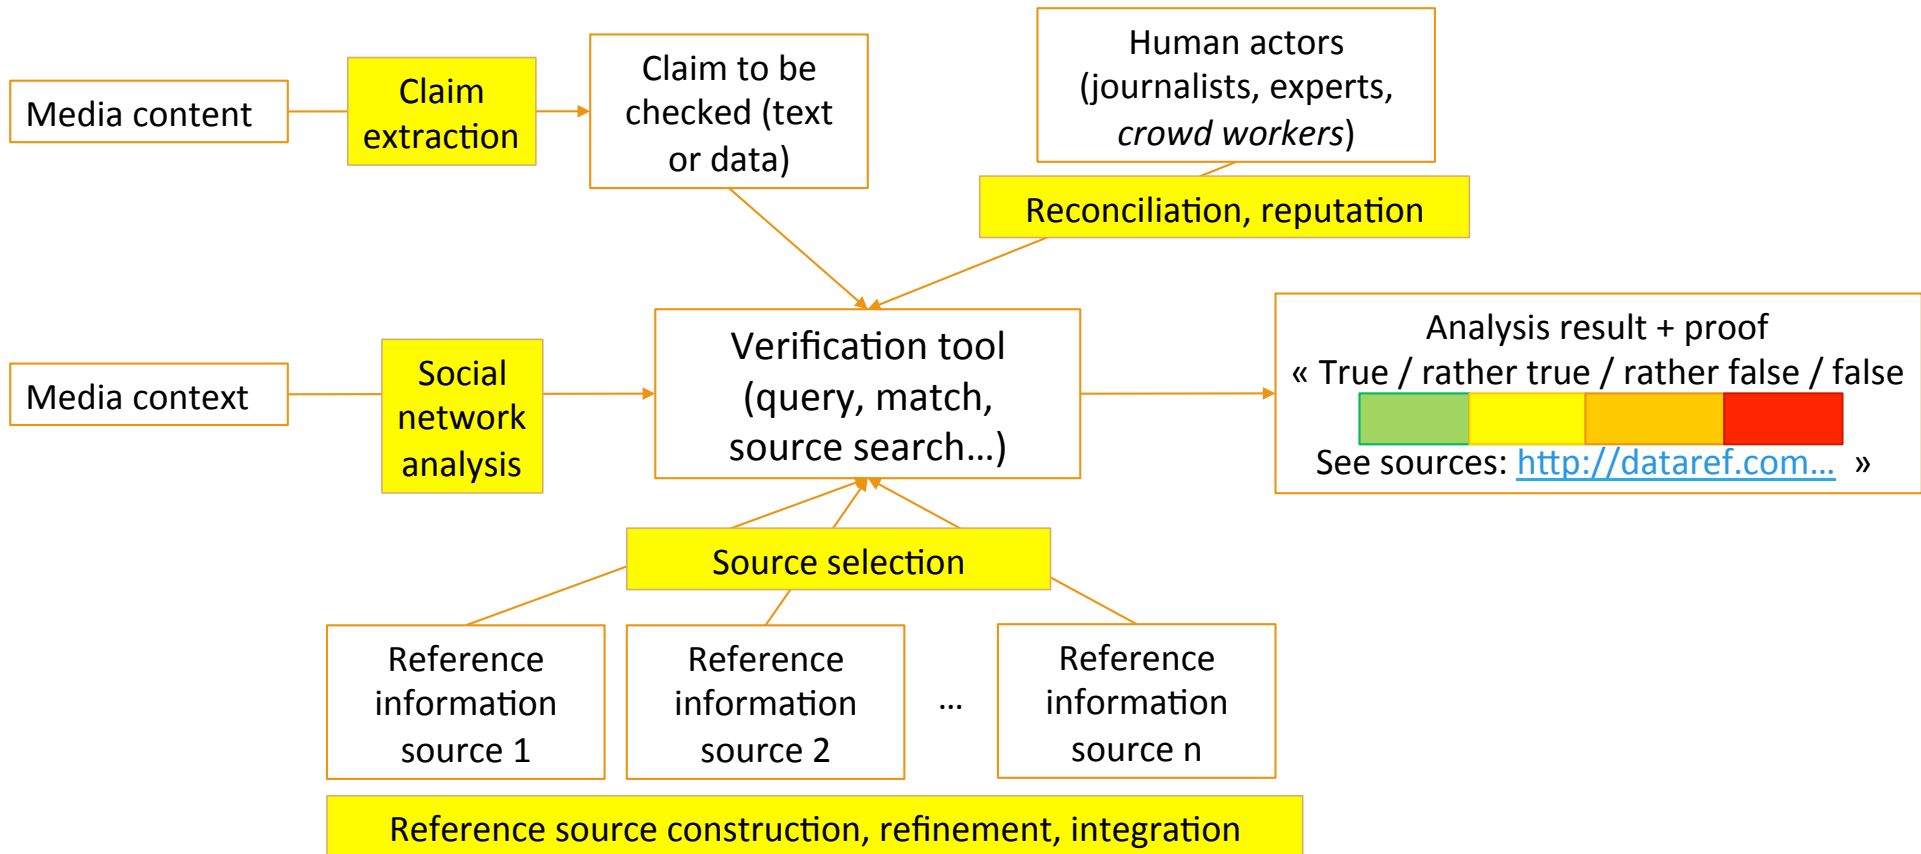 Media content
Claim
extraction
Claim to be
checked (text
or data)
Human actors
(journalists, experts,
crowd workers)
Reconciliation, reputation
Media context
Social
network
analysis
Verification tool
(query, match,
source search…)
Analysis result + proof
« True / rather true / rather false / false
See sources: http://dataref.com… »
Source selection
Reference
information
source 1
Reference
information
source 2
…
Reference
information
source n
Reference source construction, refinement, integration